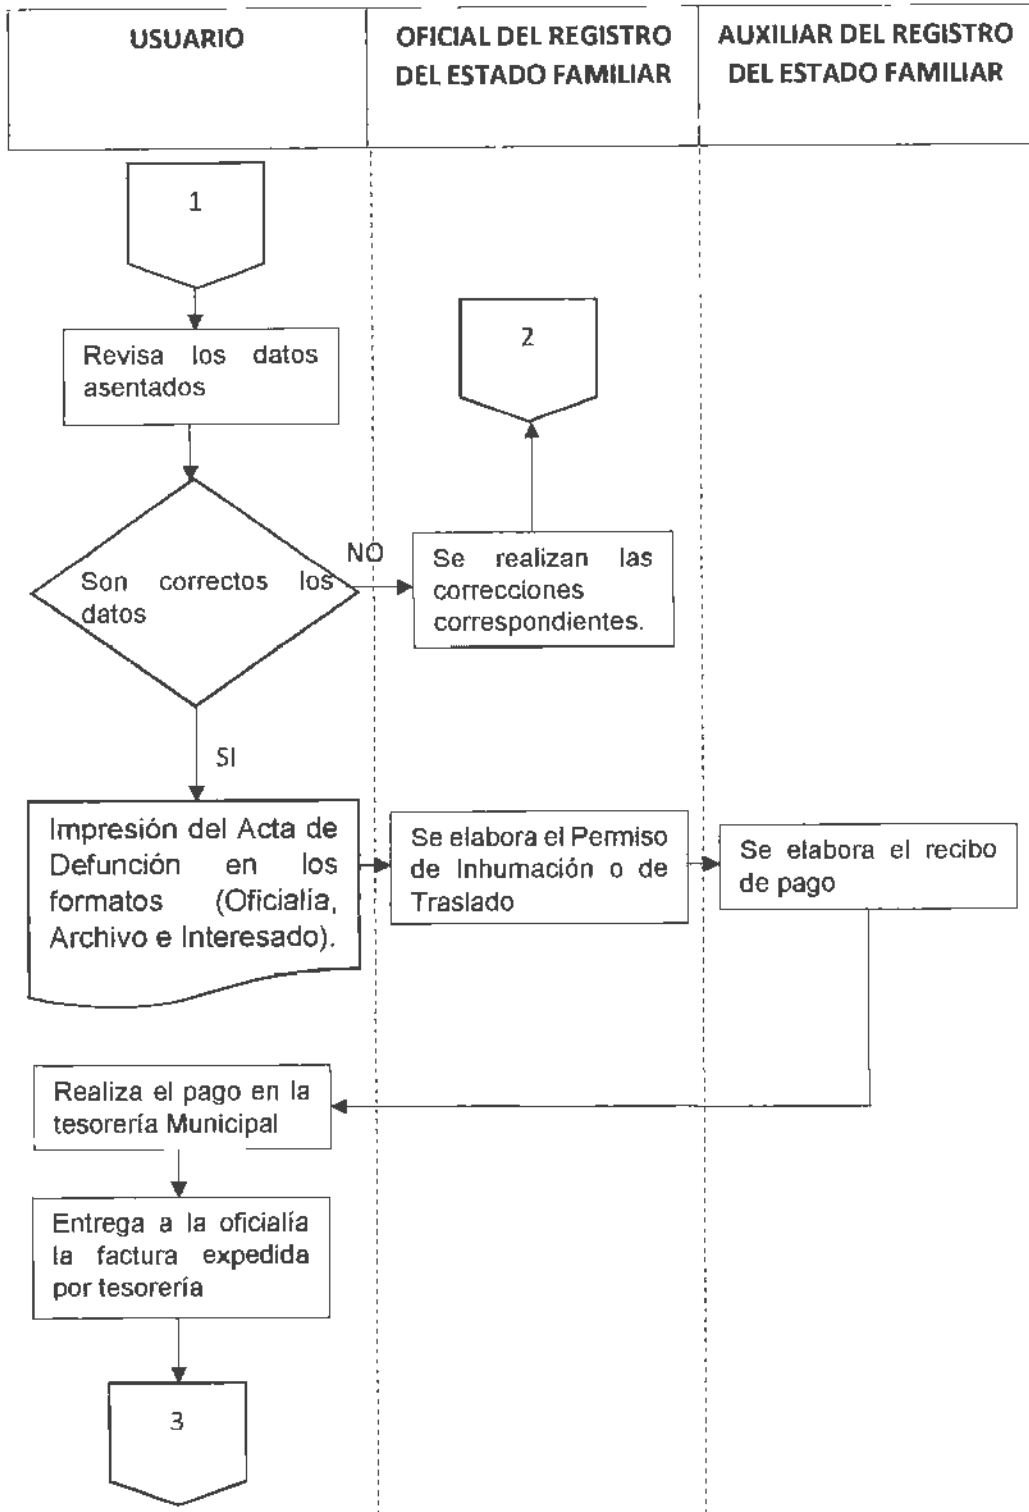 USUARIO
OFICIAL DEL REGISTRO
DEL ESTADO FAMILIAR
AUXILIAR DEL REGISTRO
DEL ESTADO FAMILIAR
1
Revisa los datos
asentados
2
Son correctos los
datos
NO
Se realizan las
correcciones
correspondientes.
SI
Impresión del Acta de
Defunción en los
formatos (Oficialía,
Archivo e Interesado).
Se elabora el Permiso
de Inhumación o de
Traslado
Se elabora el recibo
de pago
Realiza el pago en la
tesorería Municipal
Entrega a la oficialía
la factura expedida
por tesorería
3